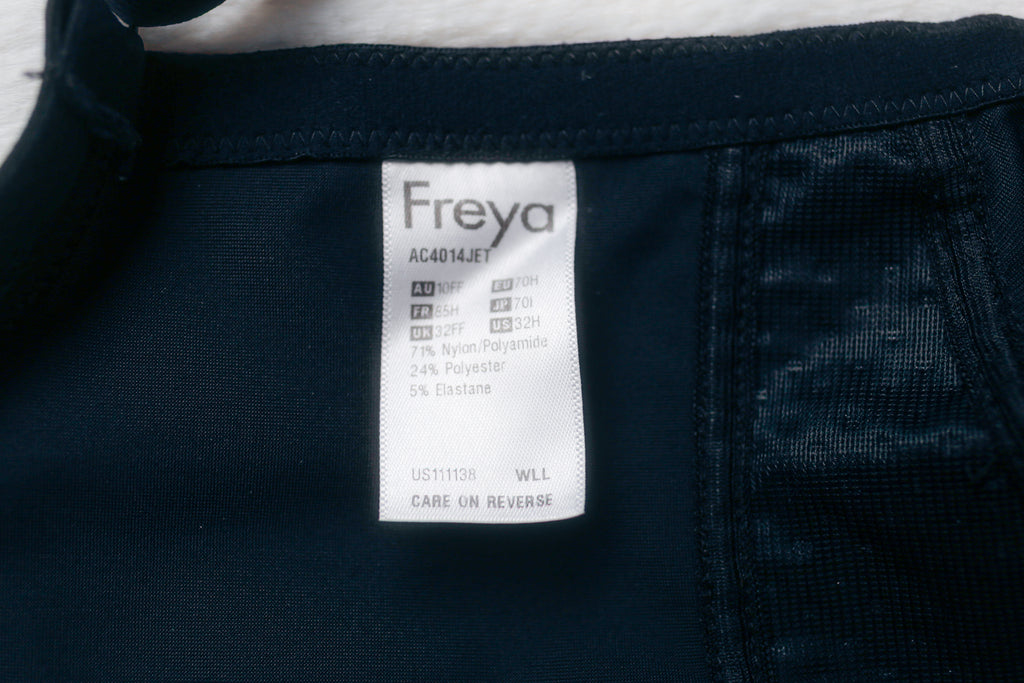 Freya
AC4014JET
AU 10FF EU 70H
FR 85H JP 70I
UK 32FF US 32H
71% Nylon/Polyamide
24% Polyester
5% Elastane
US111138 WLL
CARE ON REVERSE